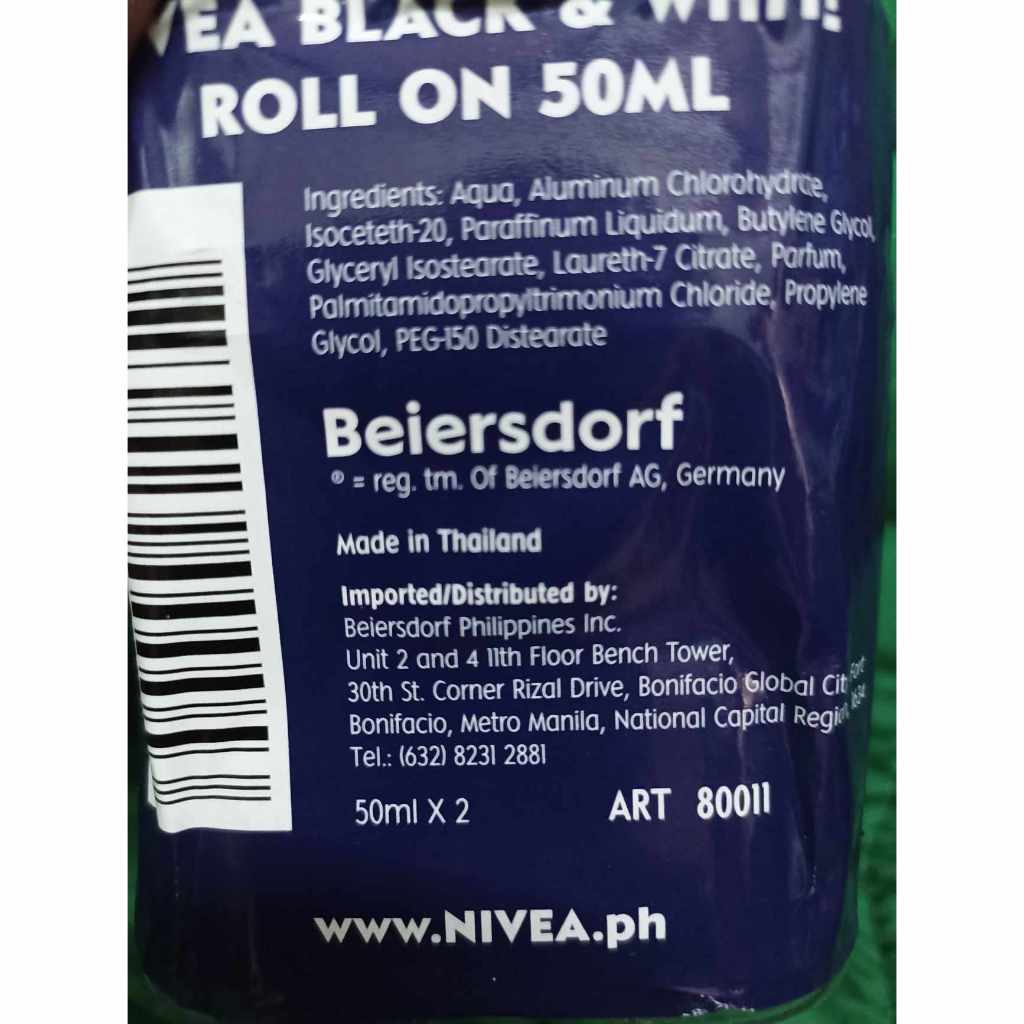 VEA BLACK & WHITE
ROLL ON 50ML
Ingredients: Aqua, Aluminum Chlorohydrate,
Isoceteth-20, Paraffinum Liquidum, Butylene Glycol,
Glyceryl Isostearate, Laureth-7 Citrate, Parfum,
Palmitamidopropyltrimonium Chloride, Propylene
Glycol, PEG-150 Distearate
Beiersdorf
® = reg. tm. Of Beiersdorf AG, Germany
Made in Thailand
Imported/Distributed by:
Beiersdorf Philippines Inc.
Unit 2 and 4 11th Floor Bench Tower,
30th St. Corner Rizal Drive, Bonifacio Global City Fort
Bonifacio, Metro Manila, National Capital Region, 1634
Tel.: (632) 8231 2881
50ml X 2 ART 80011
www.NIVEA.ph